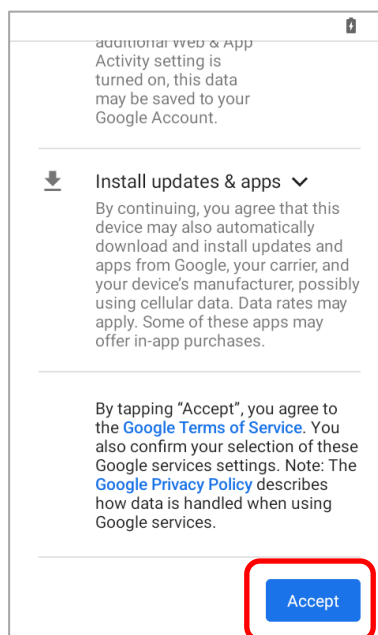 additional Web & App
Activity setting is
turned on, this data
may be saved to your
Google Account.
Install updates & apps
By continuing, you agree that this
device may also automatically
download and install updates and
apps from Google, your carrier, and
your device's manufacturer, possibly
using cellular data. Data rates may
apply. Some of these apps may
offer in-app purchases.
By tapping “Accept”, you agree to
the Google Terms of Service. You
also confirm your selection of these
Google services settings. Note: The
Google Privacy Policy describes
how data is handled when using
Google services.
Accept